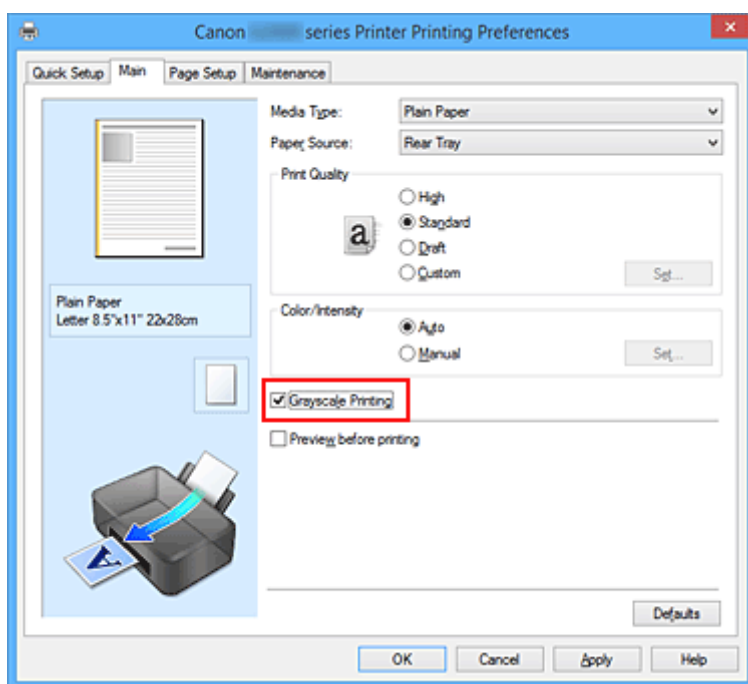 Canon series Printer Printing Preferences
Quick Setup Main Page Setup Maintenance
Media Type: Plain Paper
Paper Source: Rear Tray
Print Quality
High
a Standard
Draft
Custom Set...
Plain Paper
Letter 8.5"x11" 22x28cm
Color/Intensity
Auto
Manual Set...
Grayscale Printing
Preview before printing
A
Defaults
OK Cancel Apply Help